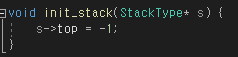 void init_stack(StackType* s) {
s->top = -1;
}